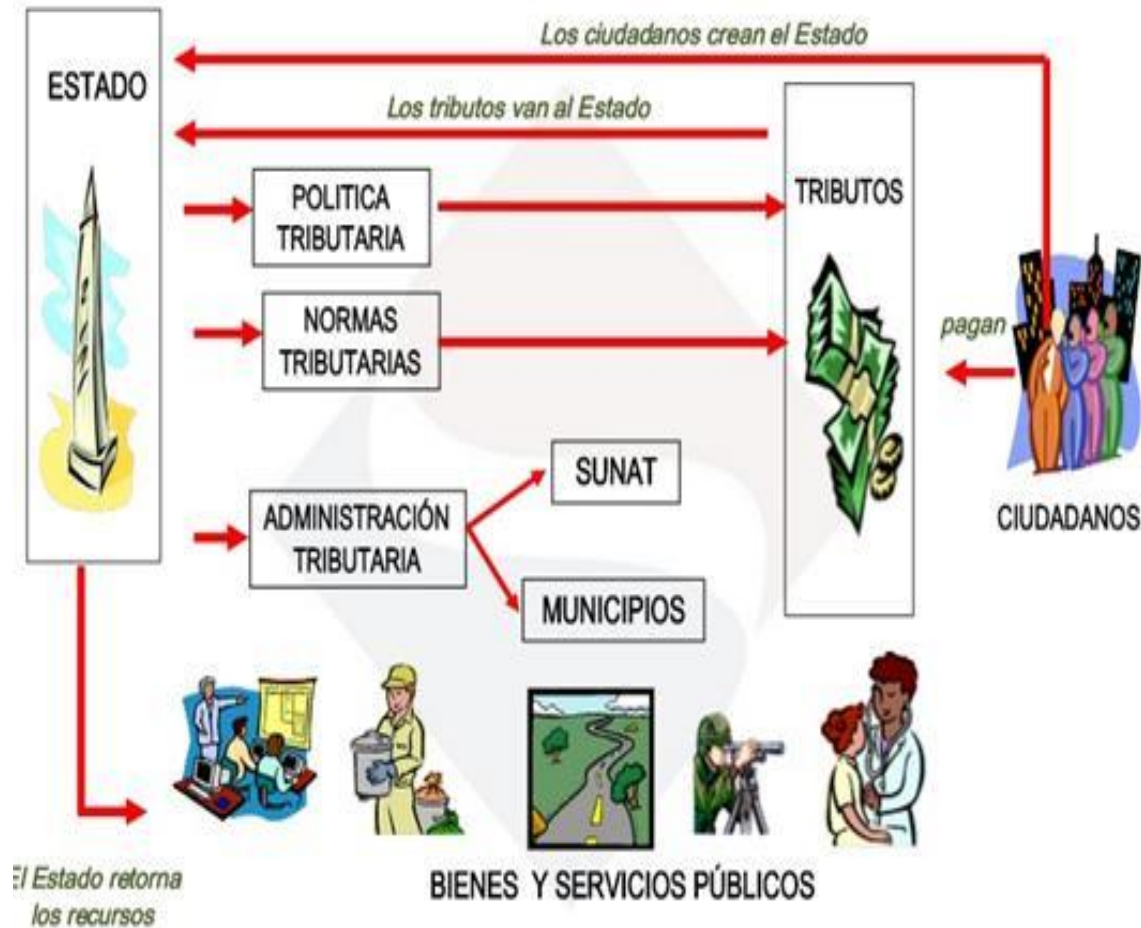 Los ciudadanos crean el Estado
ESTADO
Los tributos van al Estado
POLITICA
TRIBUTARIA
TRIBUTOS
NORMAS
TRIBUTARIAS
pagan
SUNAT
ADMINISTRACIÓN
TRIBUTARIA
CIUDADANOS
MUNICIPIOS
El Estado retorna
los recursos
BIENES Y SERVICIOS PÚBLICOS